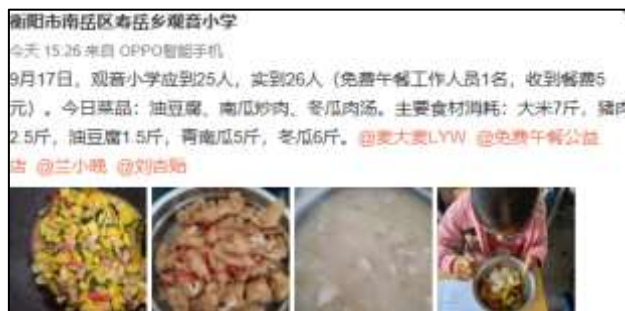 衡阳市南岳区寿岳乡观音小学
今天 15:26 来自 OPPO智能手机
9月17日，观音小学应到25人，实到26人（免费午餐工作人员1名，收到餐费5
元）。今日菜品：油豆腐、南瓜炒肉、冬瓜肉汤。主要食材消耗：大米7斤，猪肉
2.5斤，油豆腐1.5斤，青南瓜5斤，冬瓜6斤。@麦大麦LYW @免费午餐公益
店 @兰小晚 @刘吉贻